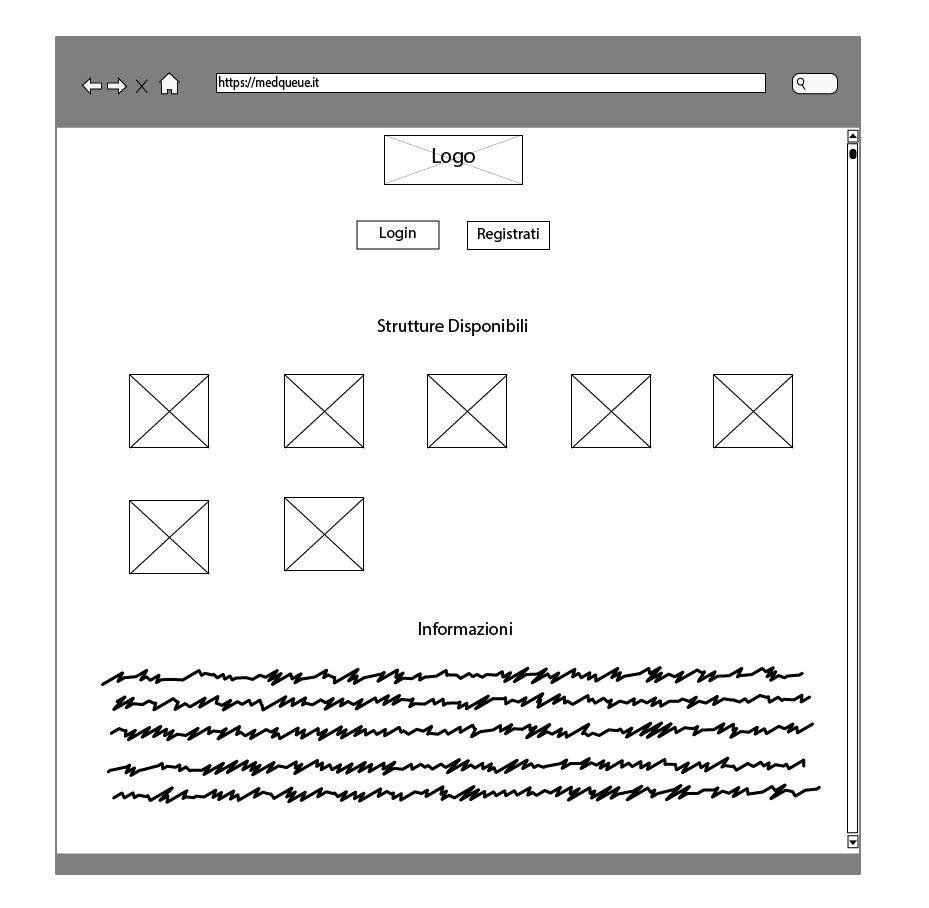 https://medqueue.it
Logo
Login
Registrati
Strutture Disponibili
Informazioni